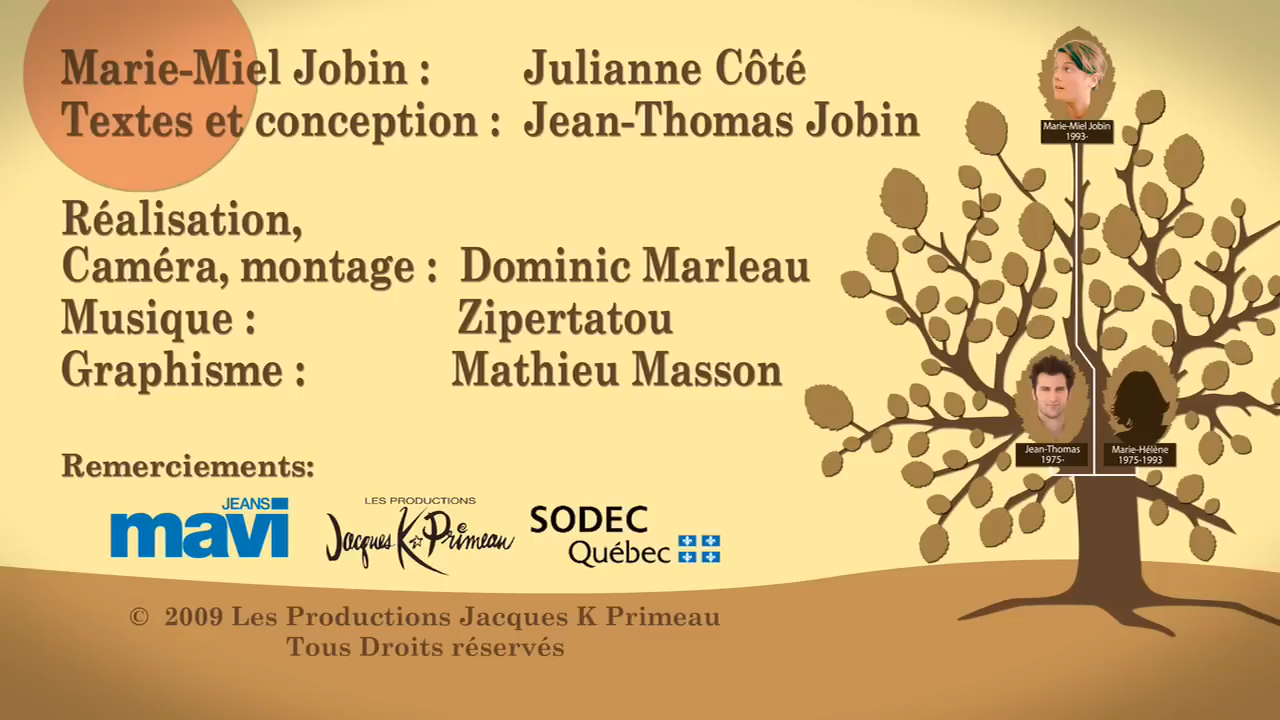 Marie-Miel Jobin : Julianne Côté
Textes et conception : Jean-Thomas Jobin
Réalisation,
Caméra, montage : Dominic Marleau
Musique : Zipertatou
Graphisme : Mathieu Masson
Remerciements:
JEANS
mavi
LES PRODUCTIONS
Jacques K Primeau
SODEC
Québec
© 2009 Les Productions Jacques K Primeau
Tous Droits réservés
Marie-Miel Jobin
1993-
Jean-Thomas
1975-
Marie-Hélène
1975-1993